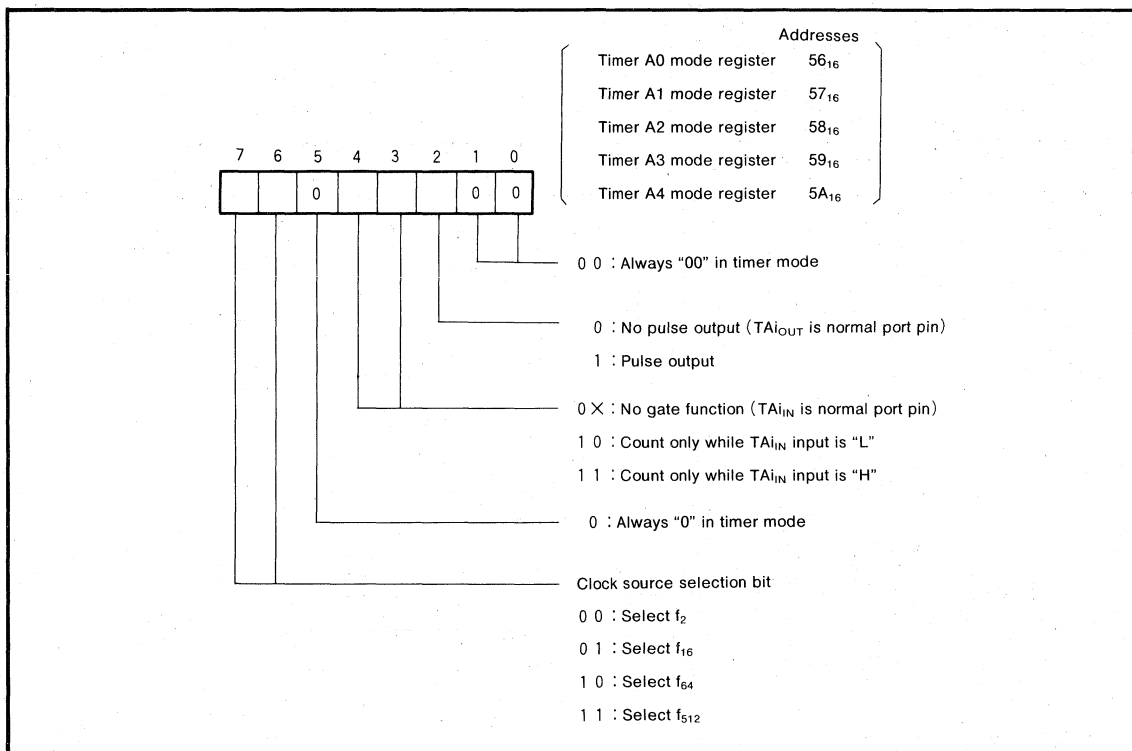 Addresses
Timer A0 mode register 56₁₆
Timer A1 mode register 57₁₆
Timer A2 mode register 58₁₆
Timer A3 mode register 59₁₆
Timer A4 mode register 5A₁₆
7 6 5 4 3 2 1 0
0 0 0
0 0 : Always “00” in timer mode
0 : No pulse output (TAi_OUT is normal port pin)
1 : Pulse output
0 X : No gate function (TAi_IN is normal port pin)
1 0 : Count only while TAi_IN input is “L”
1 1 : Count only while TAi_IN input is “H”
0 : Always “0” in timer mode
Clock source selection bit
0 0 : Select f₂
0 1 : Select f₁₆
1 0 : Select f₆₄
1 1 : Select f₅₁₂